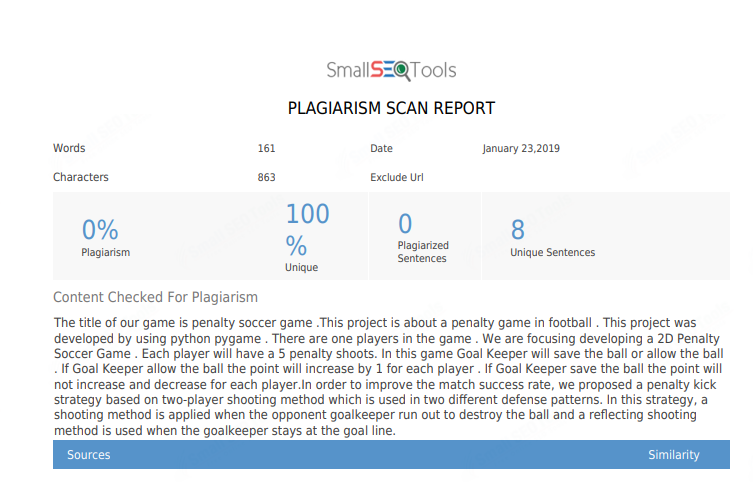 SmallSEOTools
PLAGIARISM SCAN REPORT
Words 161 Date January 23,2019
Characters 863 Exclude Url
0%
Plagiarism
100
%
Unique
0
Plagiarized
Sentences
8
Unique Sentences
Content Checked For Plagiarism
The title of our game is penalty soccer game .This project is about a penalty game in football . This project was
developed by using python pygame . There are one players in the game . We are focusing developing a 2D Penalty
Soccer Game . Each player will have a 5 penalty shoots. In this game Goal Keeper will save the ball or allow the ball
. If Goal Keeper allow the ball the point will increase by 1 for each player . If Goal Keeper save the ball the point will
not increase and decrease for each player.In order to improve the match success rate, we proposed a penalty kick
strategy based on two-player shooting method which is used in two different defense patterns. In this strategy, a
shooting method is applied when the opponent goalkeeper run out to destroy the ball and a reflecting shooting
method is used when the goalkeeper stays at the goal line.
Sources Similarity